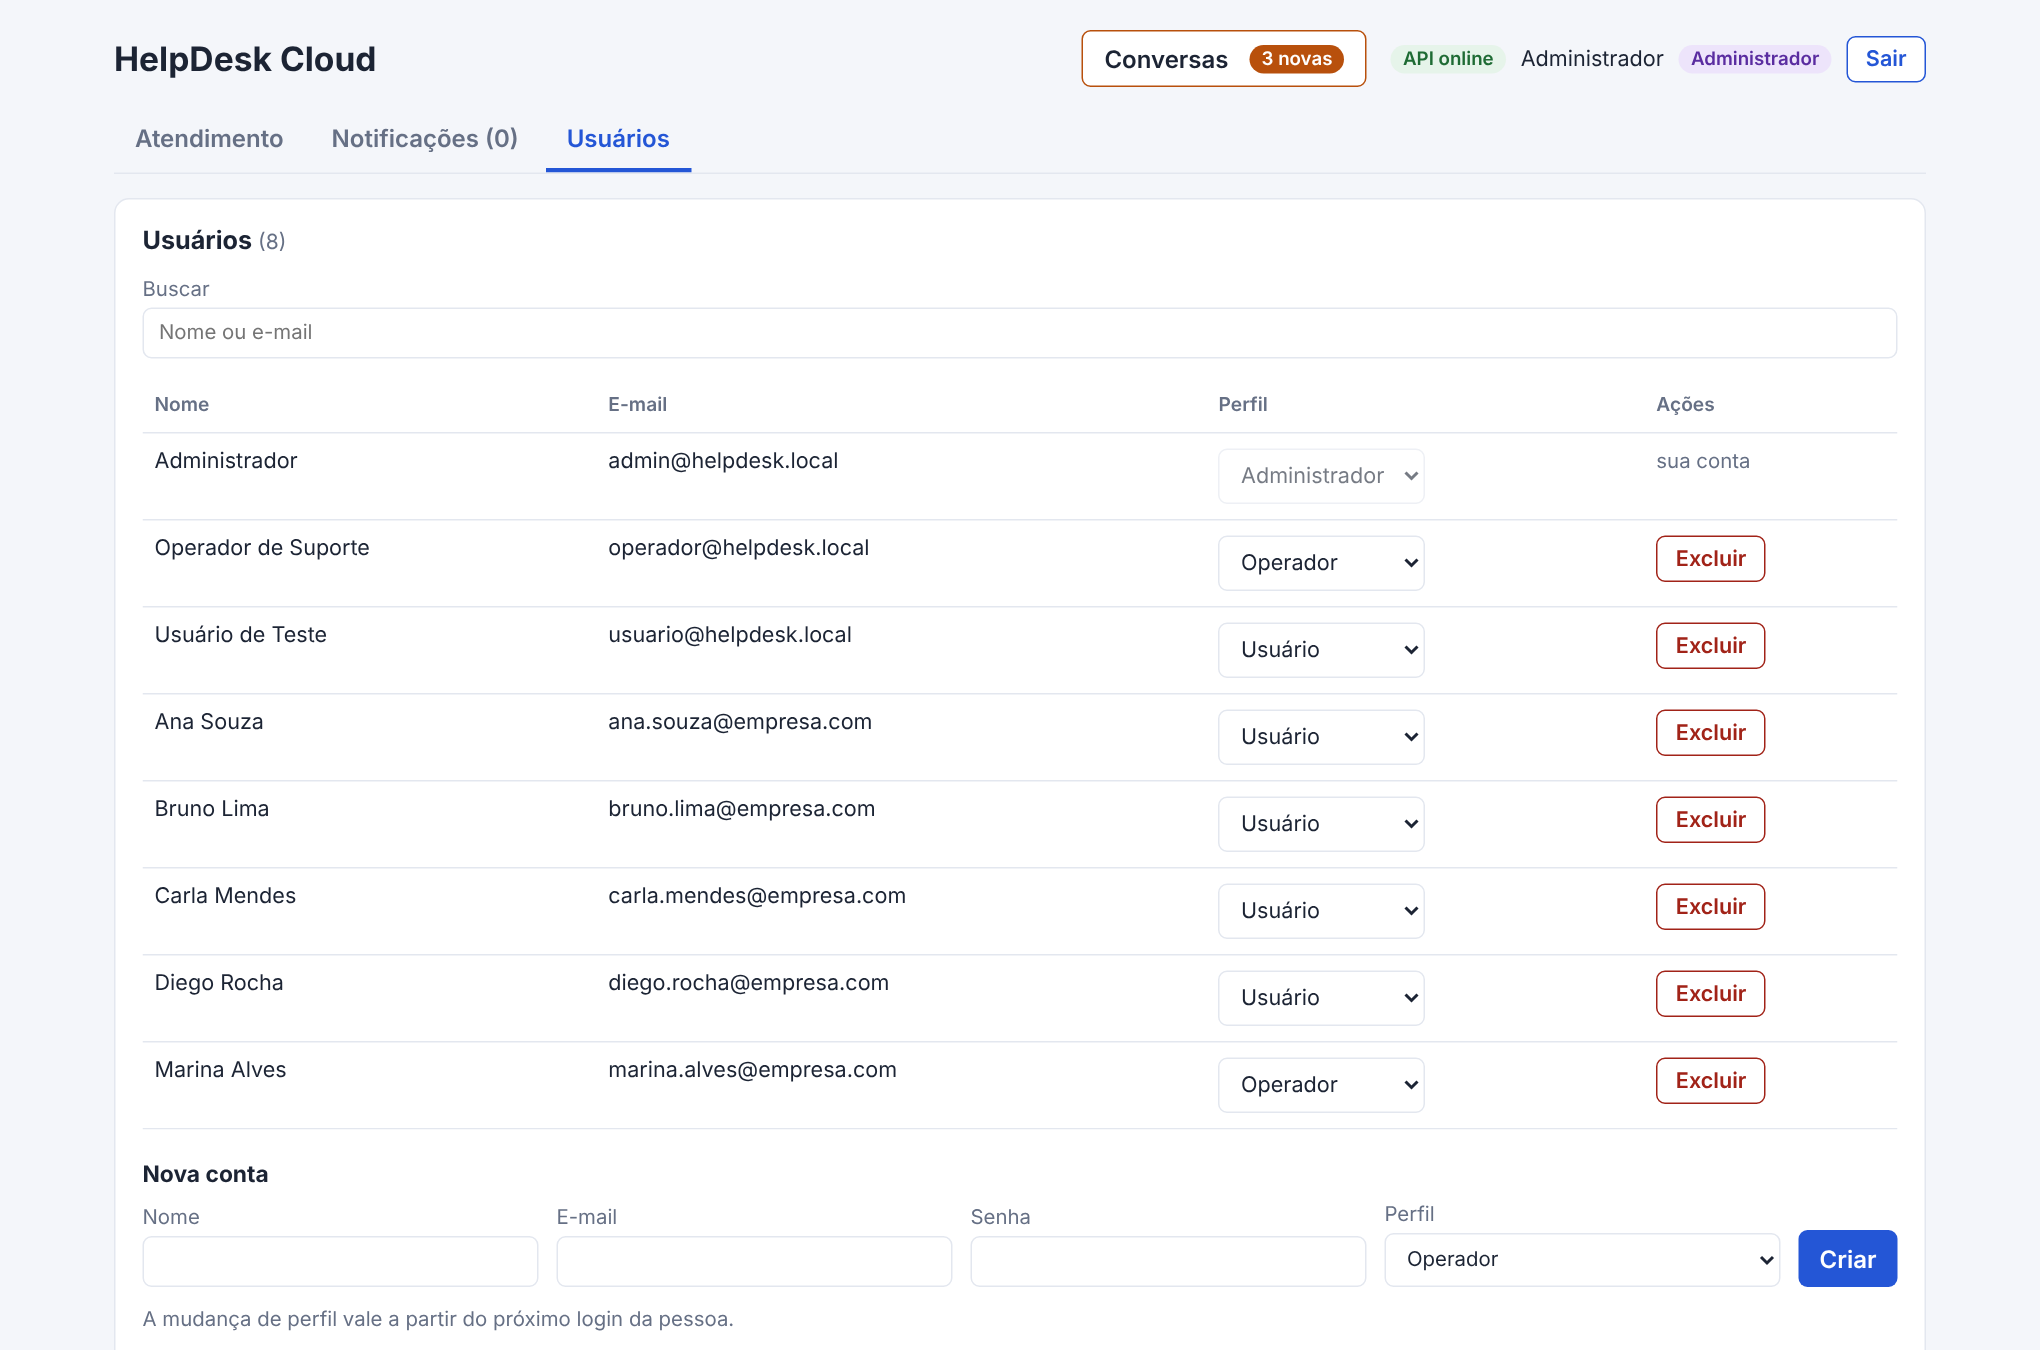 HelpDesk Cloud
Conversas 3 novas API online Administrador Administrador Sair
Atendimento Notificações (0) Usuários
Usuários (8)
Buscar
Nome ou e-mail
Nome E-mail Perfil Ações
Administrador admin@helpdesk.local Administrador sua conta
Operador de Suporte operador@helpdesk.local Operador Excluir
Usuário de Teste usuario@helpdesk.local Usuário Excluir
Ana Souza ana.souza@empresa.com Usuário Excluir
Bruno Lima bruno.lima@empresa.com Usuário Excluir
Carla Mendes carla.mendes@empresa.com Usuário Excluir
Diego Rocha diego.rocha@empresa.com Usuário Excluir
Marina Alves marina.alves@empresa.com Operador Excluir
Nova conta
Nome E-mail Senha Perfil
Operador Criar
A mudança de perfil vale a partir do próximo login da pessoa.